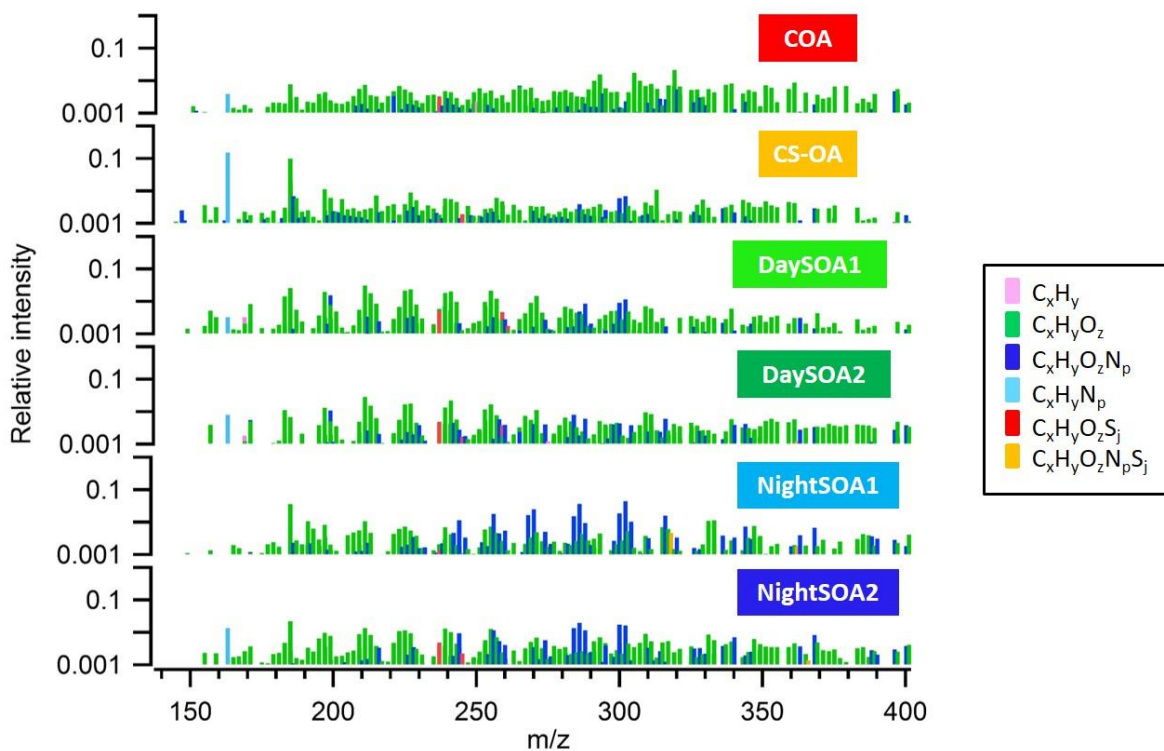 COA
0.1
0.001
CS-OA
0.1
0.001
DaySOA1
0.1
0.001
DaySOA2
0.1
0.001
NightSOA1
0.1
0.001
NightSOA2
0.1
0.001
Relative intensity
150 200 250 300 350 400
m/z
CxHy
CxHyOz
CxHyOzNp
CxHyNp
CxHyOzSj
CxHyOzNpSj